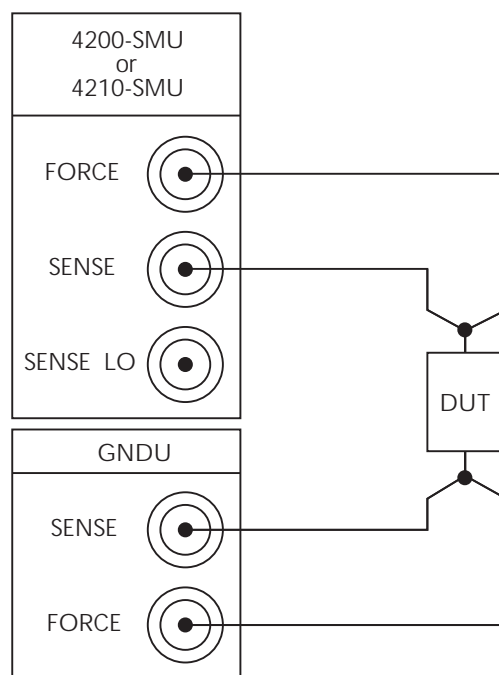 4200-SMU
or
4210-SMU
FORCE
SENSE
SENSE LO
DUT
GNDU
SENSE
FORCE